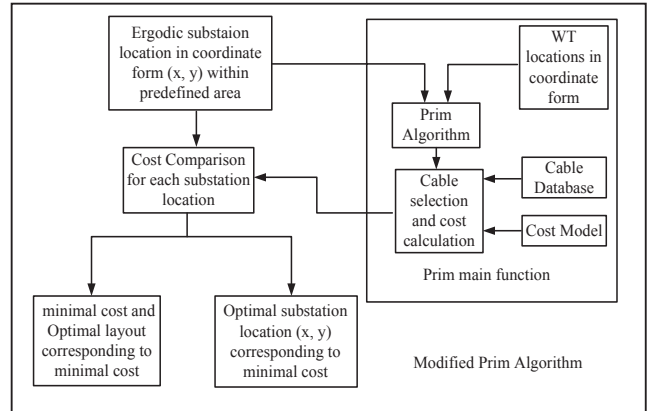 Ergodic substaion
location in coordinate
form (x, y) within
predefined area
WT
locations in
coordinate
form
Prim
Algorithm
Cost Comparison
for each substation
location
Cable
selection
and cost
calculation
Cable
Database
Cost Model
Prim main function
minimal cost and
Optimal layout
corresponding to
minimal cost
Optimal substation
location (x, y)
corresponding to
minimal cost
Modified Prim Algorithm